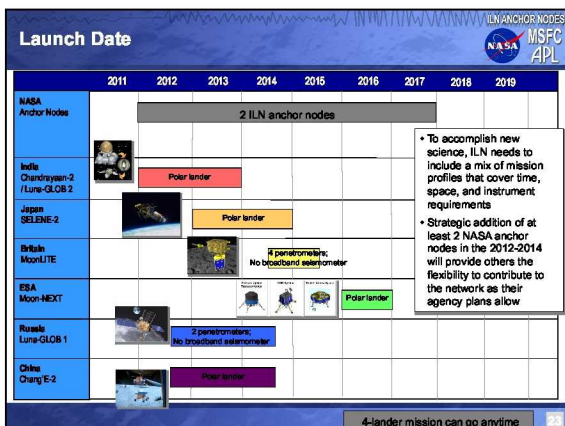 ILN ANCHOR NODES
Launch Date
NASA
MSFC
APL
2011 2012 2013 2014 2015 2016 2017 2018 2019
NASA
Anchor Nodes
2 ILN anchor nodes
India
Chandrayaan-2
/ Luna-GLOB 2
Polar lander
Japan
SELENE-2
Polar lander
Britain
MoonLITE
4 penetrometers;
No broadband seismometer
ESA
Moon-NEXT
Polar lander
Russia
Luna-GLOB 1
2 penetrometers;
No broadband seismometer
China
Chang'E-2
Polar lander
• To accomplish new
science, ILN needs to
include a mix of mission
profiles that cover time,
space, and instrument
requirements
• Strategic addition of at
least 2 NASA anchor
nodes in the 2012-2014
will provide others the
flexibility to contribute to
the network as their
agency plans allow
4-lander mission can go anytime
23